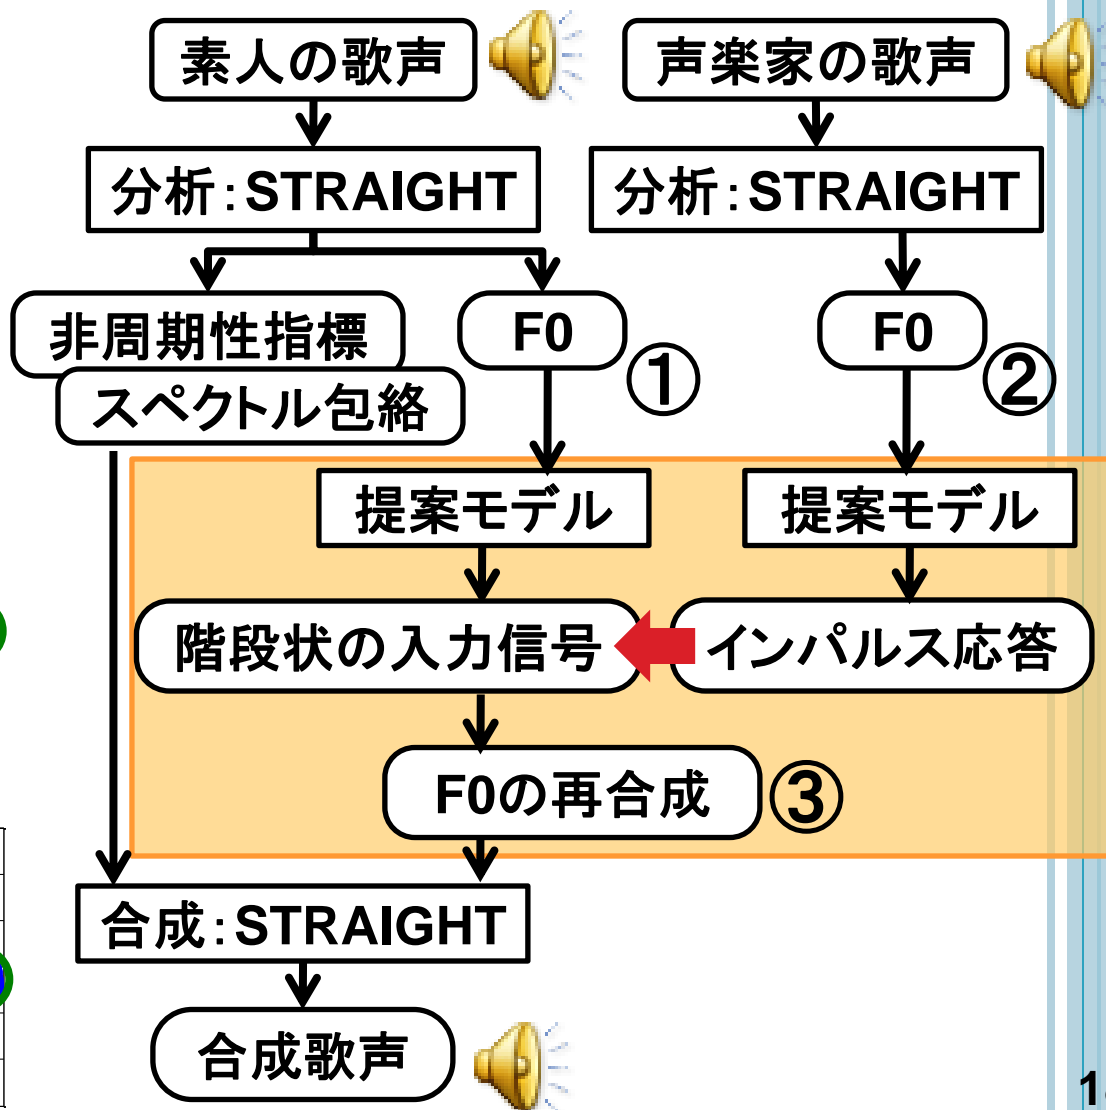 素人の歌声
声楽家の歌声
分析:STRAIGHT
分析:STRAIGHT
非周期性指標
スペクトル包絡
F0
①
F0
②
提案モデル
提案モデル
階段状の入力信号
インパルス応答
F0の再合成
③
合成:STRAIGHT
合成歌声